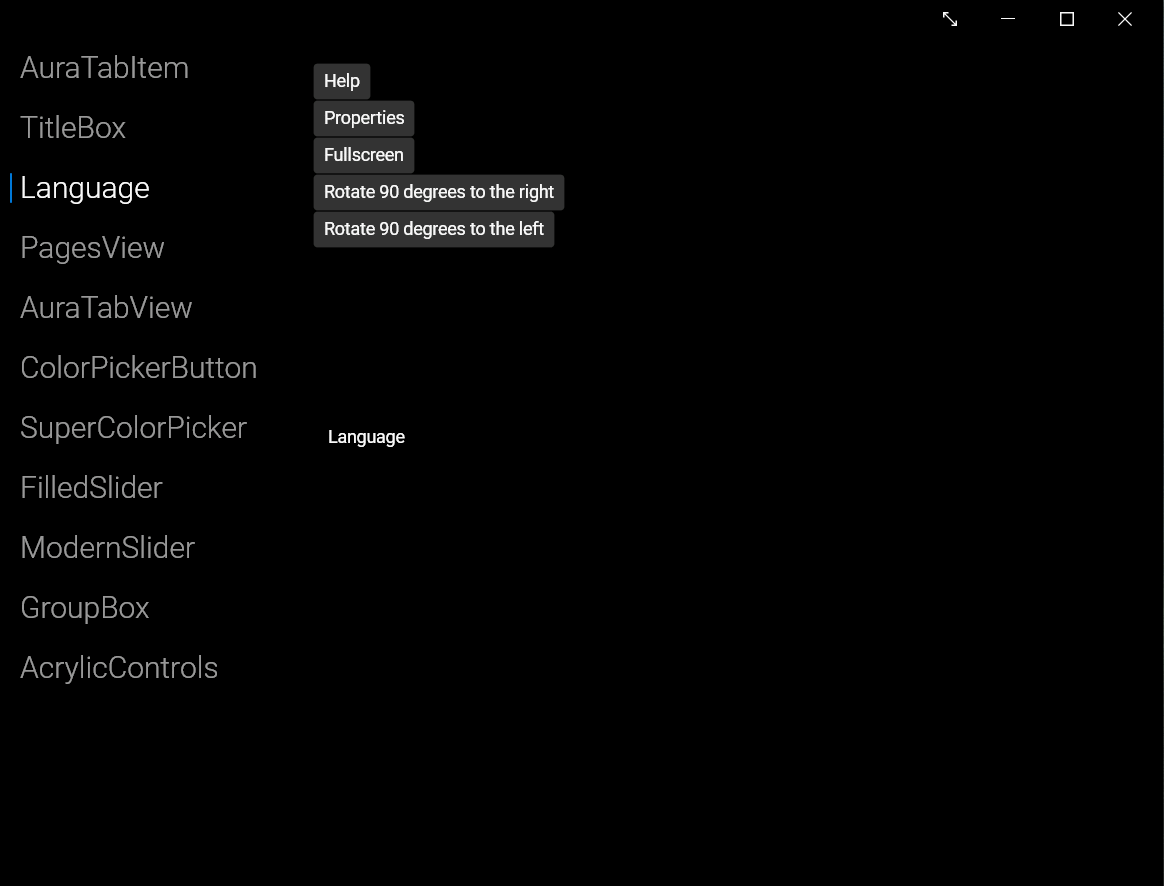 AuraTabItem
TitleBox
Language
PagesView
AuraTabView
ColorPickerButton
SuperColorPicker
FilledSlider
ModernSlider
GroupBox
AcrylicControls
Help
Properties
Fullscreen
Rotate 90 degrees to the right
Rotate 90 degrees to the left
Language